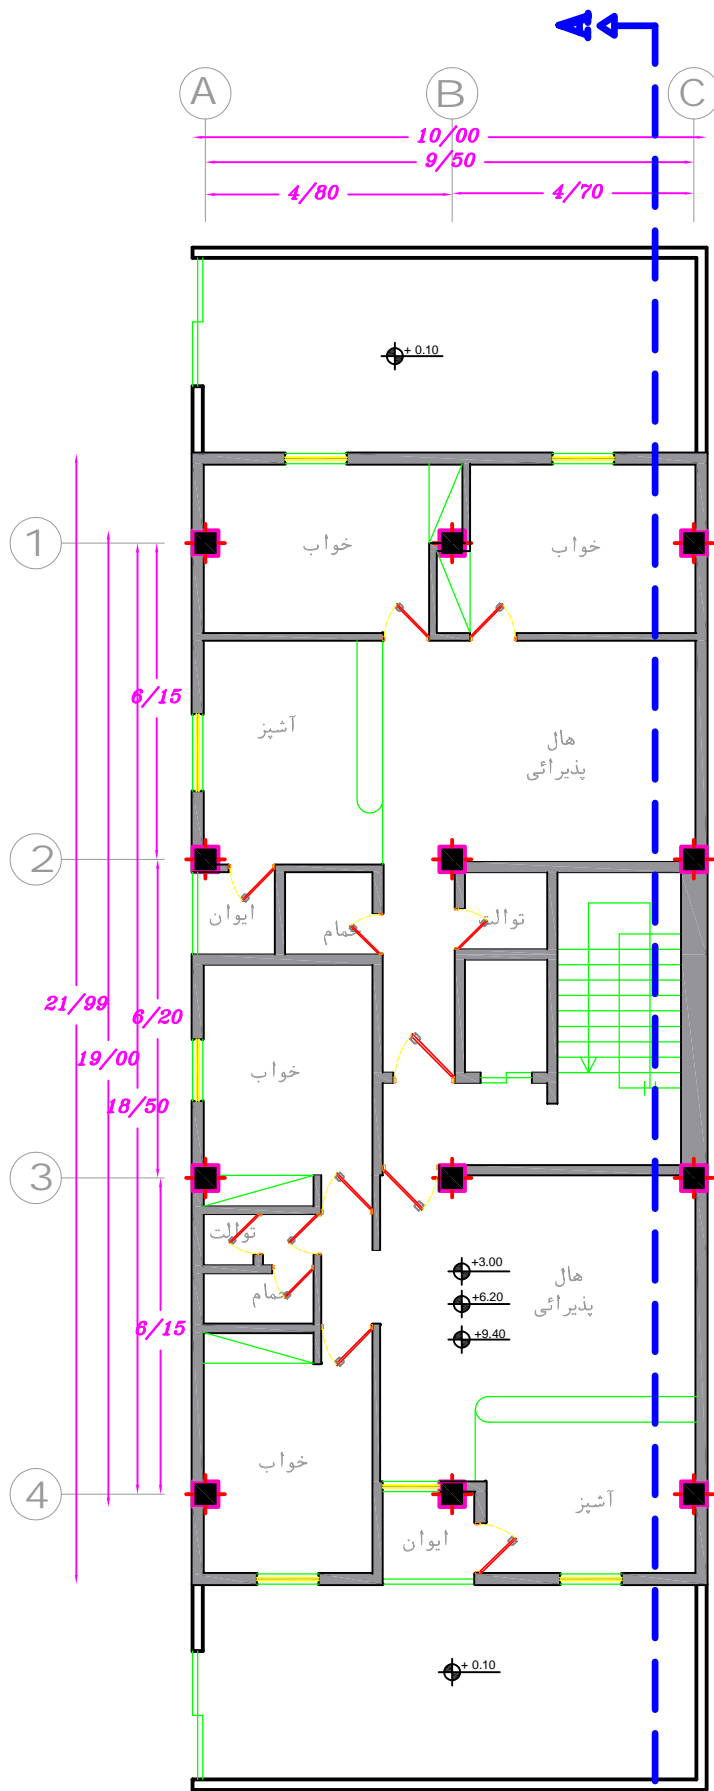 A
B
C
10/00
9/50
4/80
4/70
+ 0.10
1
خواب
خواب
6/15
آشپز
هال
پذیرائی
2
ایوان
حمام
توالت
21/99
6/20
19/00
18/50
خواب
3
توالت
حمام
+3.00
+6.20
+9.40
هال
پذیرائی
6/15
خواب
4
آشپز
ایوان
+ 0.10